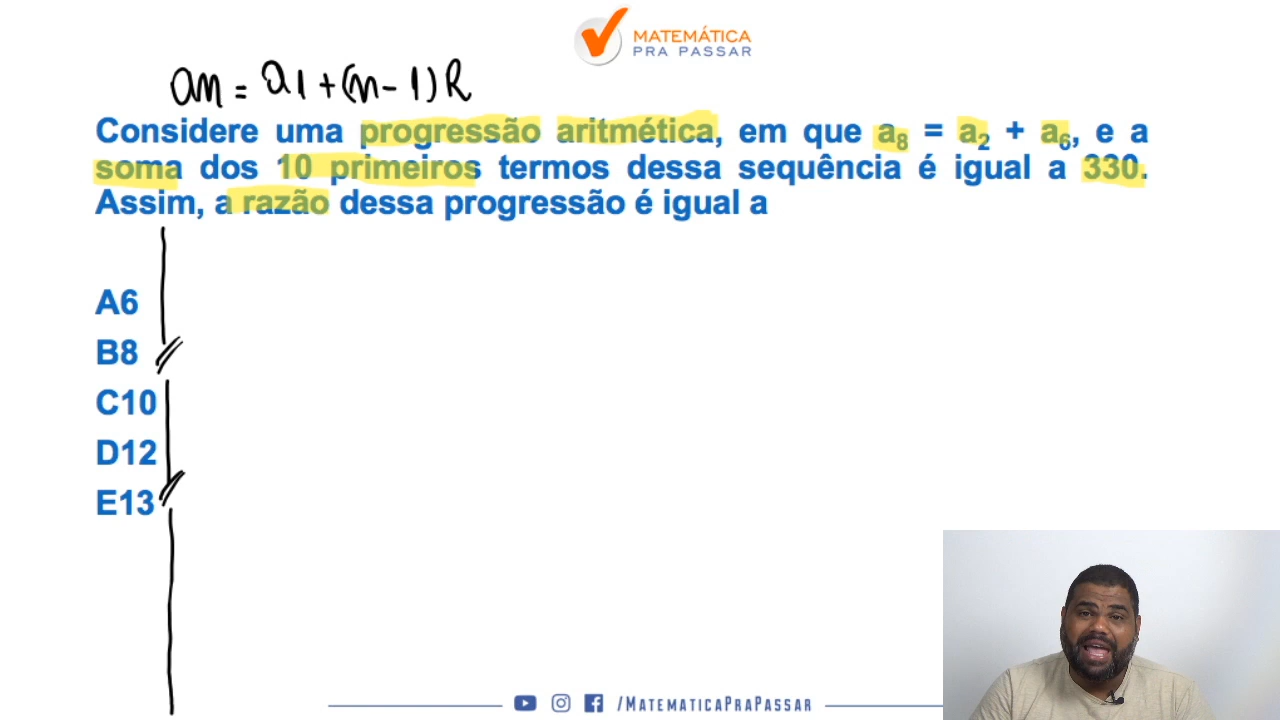 MATEMÁTICA
PRA PASSAR
an = a1 + (n - 1) R
Considere uma progressão aritmética, em que a₈ = a₂ + a₆, e a
soma dos 10 primeiros termos dessa sequência é igual a 330.
Assim, a razão dessa progressão é igual a
A6
B8
C10
D12
E13
/MATEMATICAPRAPASSAR